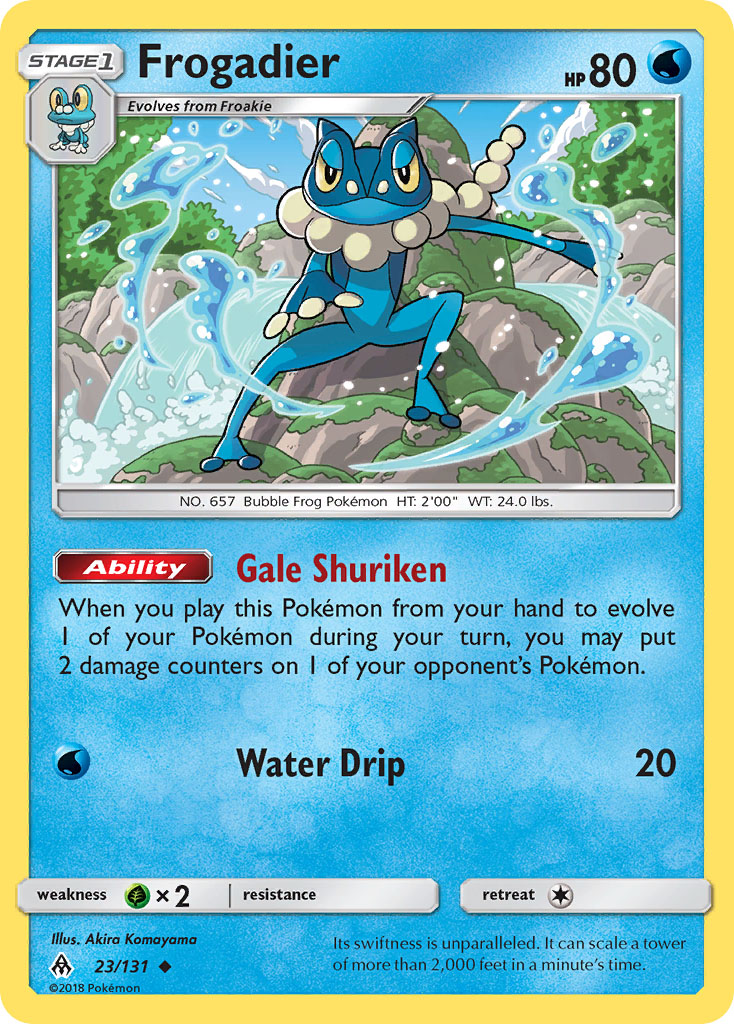 STAGE 1
Frogadier
HP 80
Evolves from Froakie
NO. 657 Bubble Frog Pokémon HT: 2'00" WT: 24.0 lbs.
Ability
Gale Shuriken
When you play this Pokémon from your hand to evolve
1 of your Pokémon during your turn, you may put
2 damage counters on 1 of your opponent's Pokémon.
Water Drip 20
weakness ×2 resistance retreat
Illus. Akira Komayama
23/131
©2018 Pokémon
Its swiftness is unparalleled. It can scale a tower
of more than 2,000 feet in a minute's time.